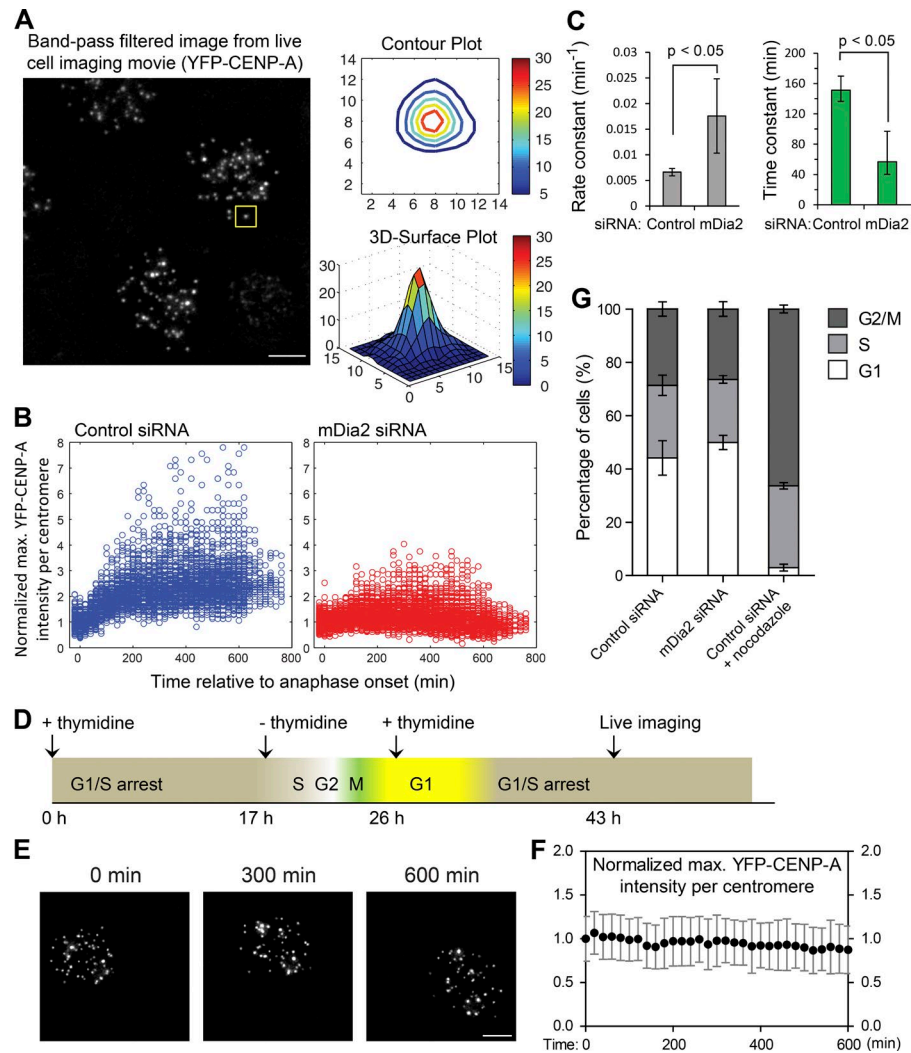 A
Band-pass filtered image from live
cell imaging movie (YFP-CENP-A)
Contour Plot
14
12
10
8
6
4
2
2 4 6 8 10 12 14
30
25
20
15
10
5
3D-Surface Plot
30
20
10
0
15
10
5
0
5
10
15
30
25
20
15
10
5
0
B
Control siRNA
mDia2 siRNA
Normalized max. YFP-CENP-A
intensity per centromere
8
7
6
5
4
3
2
1
0
0 200 400 600 800
8
7
6
5
4
3
2
1
0
0 200 400 600 800
Time relative to anaphase onset (min)
C
Rate constant (min-1)
0.03
0.025
0.02
0.015
0.01
0.005
0
p < 0.05
siRNA: Control mDia2
Time constant (min)
200
160
120
80
40
0
p < 0.05
siRNA: Control mDia2
G
Percentage of cells (%)
100
80
60
40
20
0
Control siRNA
mDia2 siRNA
Control siRNA
+ nocodazole
G2/M
S
G1
D
+ thymidine
- thymidine
+ thymidine
Live imaging
G1/S arrest S G2 M G1 G1/S arrest
0 h 17 h 26 h 43 h
E
0 min 300 min 600 min
F
Normalized max. YFP-CENP-A
intensity per centromere
2.0
1.5
1.0
0.5
0.0
2.0
1.5
1.0
0.5
0.0
Time: 0 200 400 600 (min)